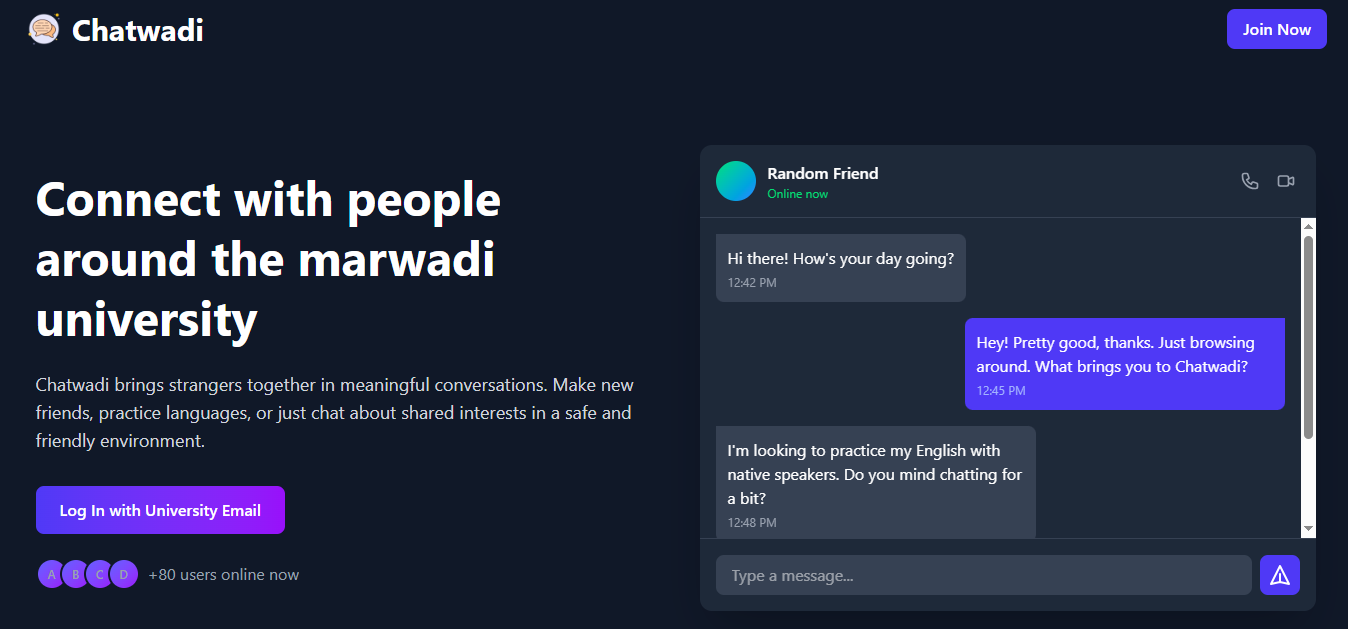 Chatwadi
Join Now
Connect with people
around the marwadi
university
Chatwadi brings strangers together in meaningful conversations. Make new
friends, practice languages, or just chat about shared interests in a safe and
friendly environment.
Log In with University Email
A B C D +80 users online now
Random Friend
Online now
Hi there! How's your day going?
12:42 PM
Hey! Pretty good, thanks. Just browsing
around. What brings you to Chatwadi?
12:45 PM
I'm looking to practice my English with
native speakers. Do you mind chatting for
a bit?
12:48 PM
Type a message...